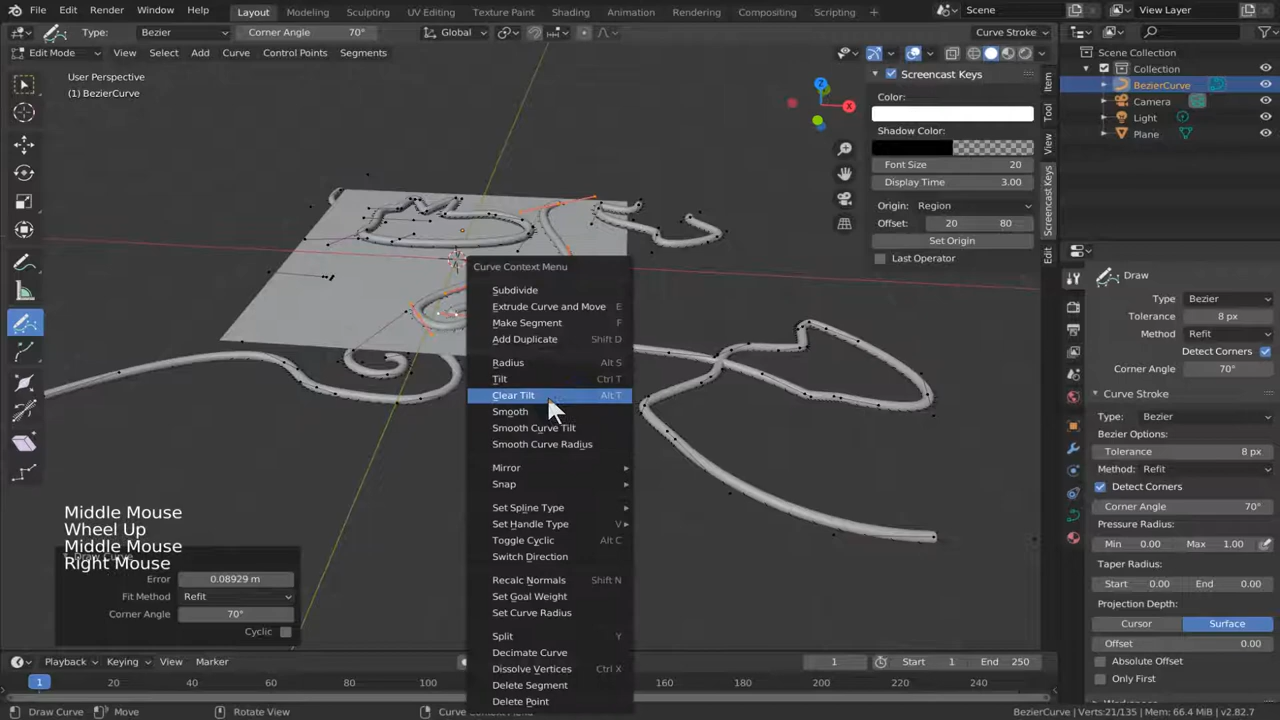 File Edit Render Window Help Layout Modeling Sculpting UV Editing Texture Paint Shading Animation Rendering Compositing Scripting + Scene View Layer
Type: Bezier Corner Angle 70° Global Curve Stroke
Edit Mode View Select Add Curve Control Points Segments
User Perspective
(1) BezierCurve
Z
X
Screencast Keys
Color:
Shadow Color:
Font Size 20
Display Time 3.00
Origin: Region
Offset: 20 80
Set Origin
Last Operator
Item
Tool
View
Screencast Keys
Edit
Scene Collection
Collection
BezierCurve
Camera
Light
Plane
Draw
Type Bezier
Tolerance 8 px
Method Refit
Detect Corners
Corner Angle 70°
Curve Stroke
Type: Bezier
Bezier Options:
Tolerance 8 px
Method: Refit
Detect Corners
Corner Angle 70°
Pressure Radius:
Min 0.00 Max 1.00
Taper Radius:
Start 0.00 End 0.00
Projection Depth:
Cursor Surface
Offset 0.00
Absolute Offset
Only First
Curve Context Menu
Subdivide
Extrude Curve and Move E
Make Segment F
Add Duplicate Shift D
Radius Alt S
Tilt Ctrl T
Clear Tilt Alt T
Smooth
Smooth Curve Tilt
Smooth Curve Radius
Mirror
Snap
Set Spline Type
Set Handle Type V
Toggle Cyclic Alt C
Switch Direction
Recalc Normals Shift N
Set Goal Weight
Set Curve Radius
Split Y
Decimate Curve
Dissolve Vertices Ctrl X
Delete Segment
Delete Point
Middle Mouse
Wheel Up
Middle Mouse
Right Mouse
Draw Curve
Error 0.08929 m
Fit Method Refit
Corner Angle 70°
Cyclic
Playback Keying View Marker 1 Start 1 End 250
1 20 40 60 80 100 160 180 200 220 240
Draw Curve Move Rotate View Curve BezierCurve | Verts:21/135 | Mem: 66.4 MiB | v2.82.7